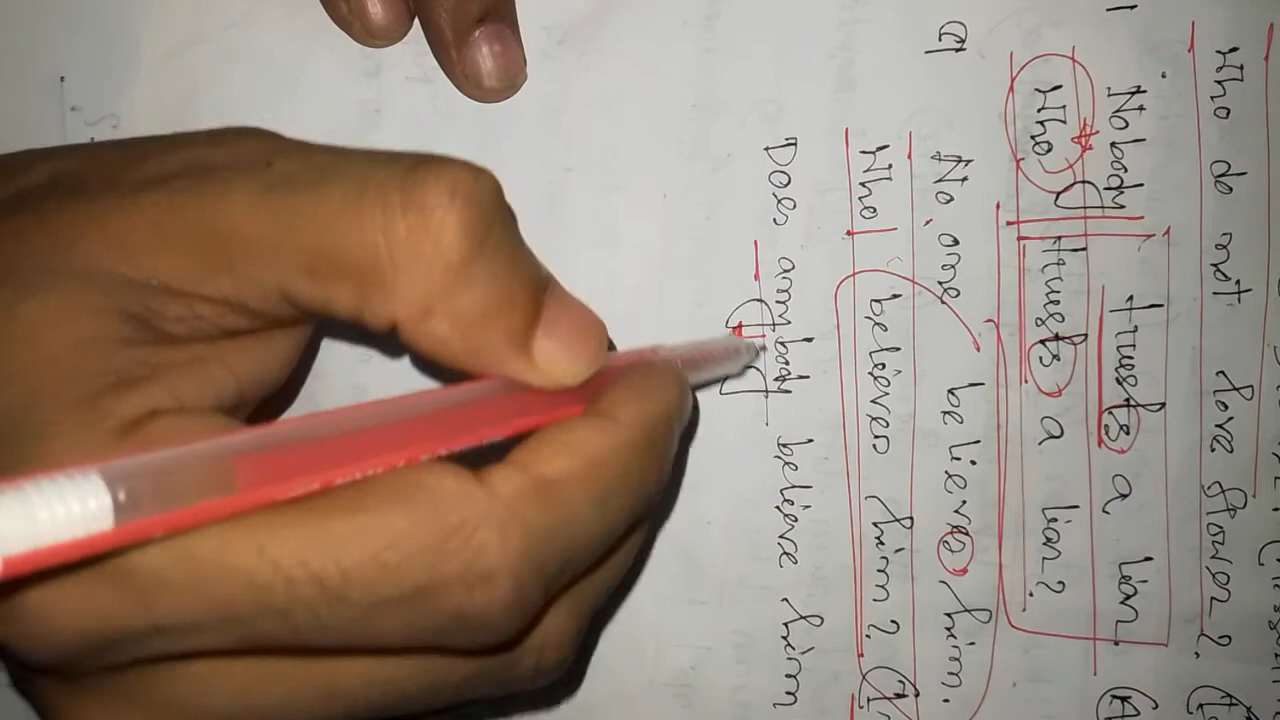 Who do not love flower?
Nobody trusts a liar.
Who trusts a liar?
No one believes him.
Who believes him?
Does anybody believe him